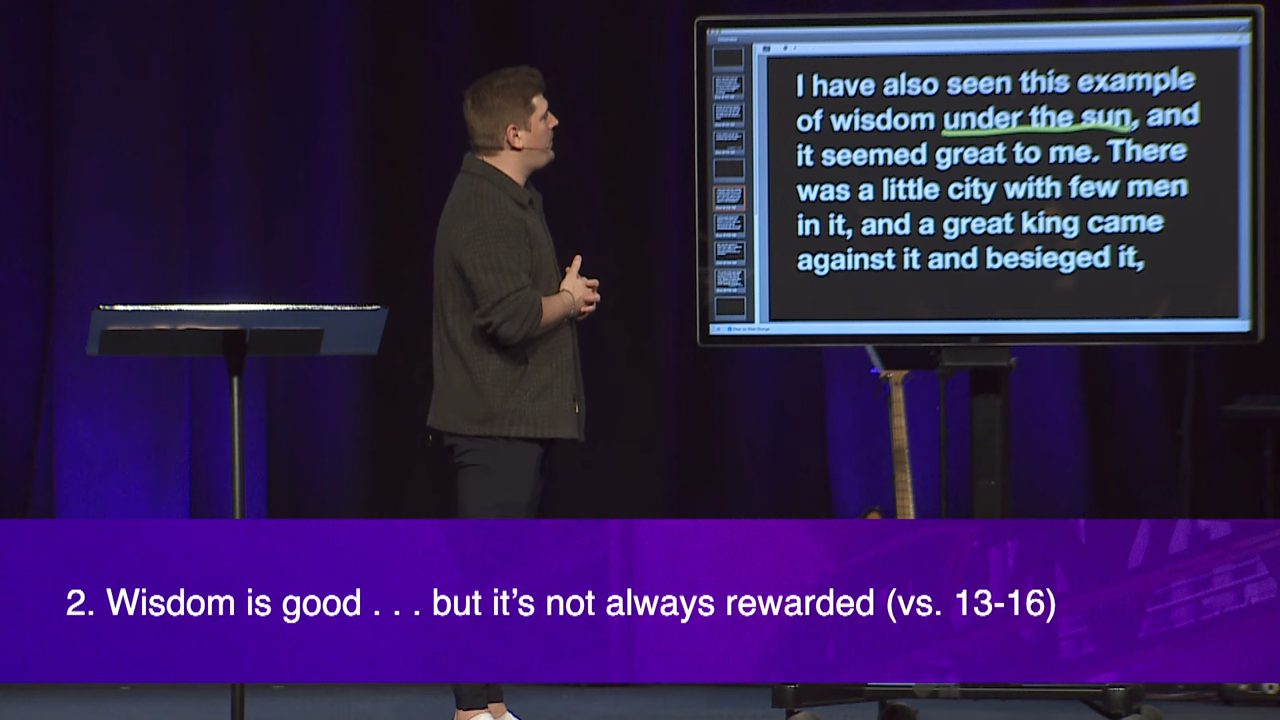 I have also seen this example
of wisdom under the sun, and
it seemed great to me. There
was a little city with few men
in it, and a great king came
against it and besieged it,
2. Wisdom is good . . . but it’s not always rewarded (vs. 13-16)